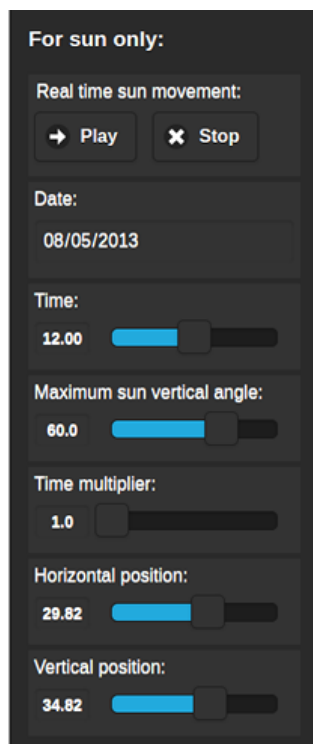 For sun only:
Real time sun movement:
Play Stop
Date:
08/05/2013
Time:
12.00
Maximum sun vertical angle:
60.0
Time multiplier:
1.0
Horizontal position:
29.82
Vertical position:
34.82